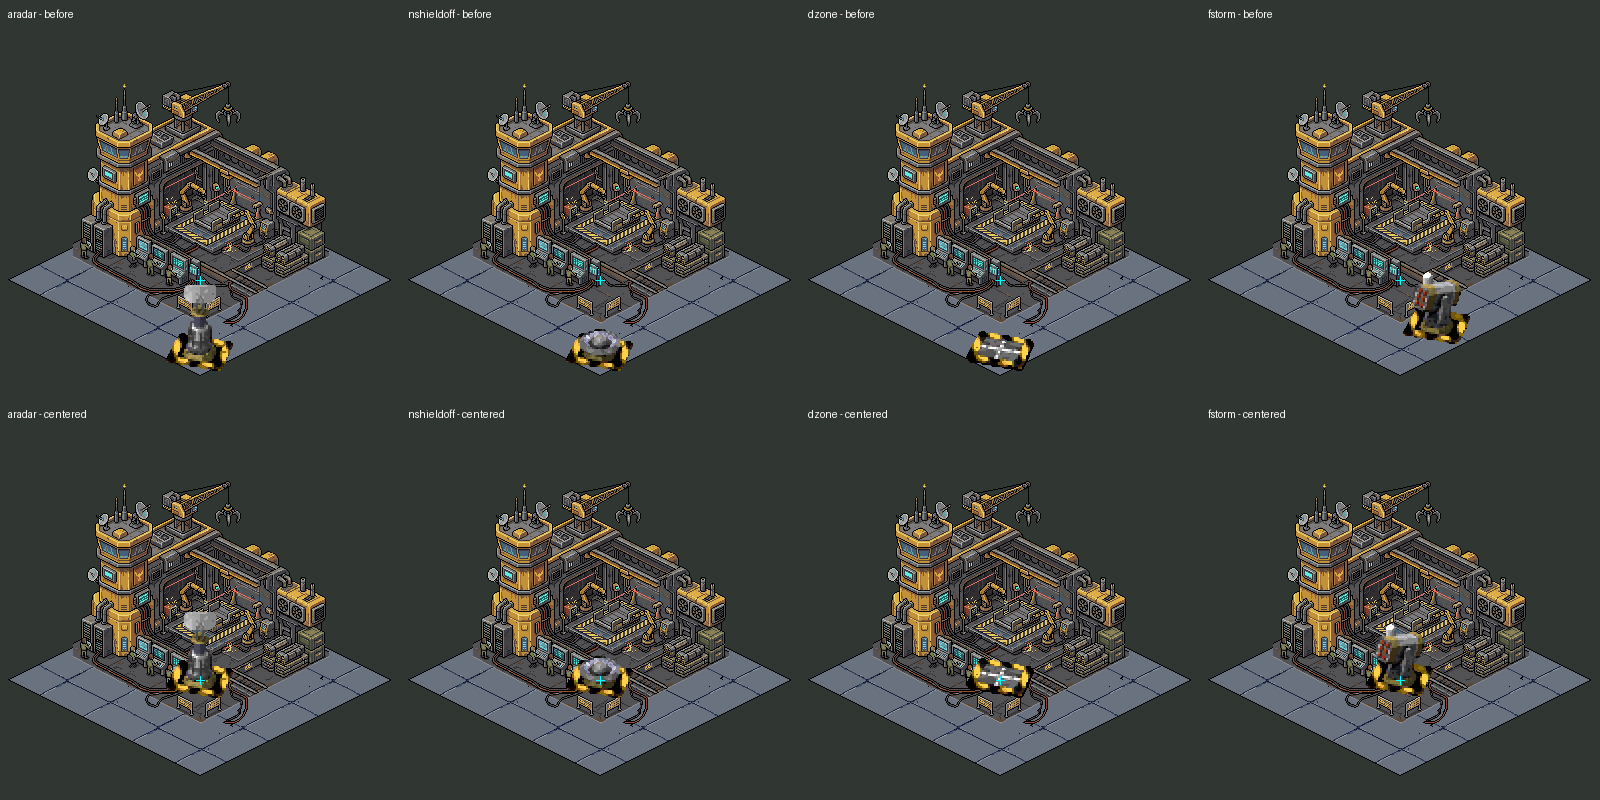 aradar - before
nshieldoff - before
dzone - before
fstorm - before
aradar - centered
nshieldoff - centered
dzone - centered
fstorm - centered